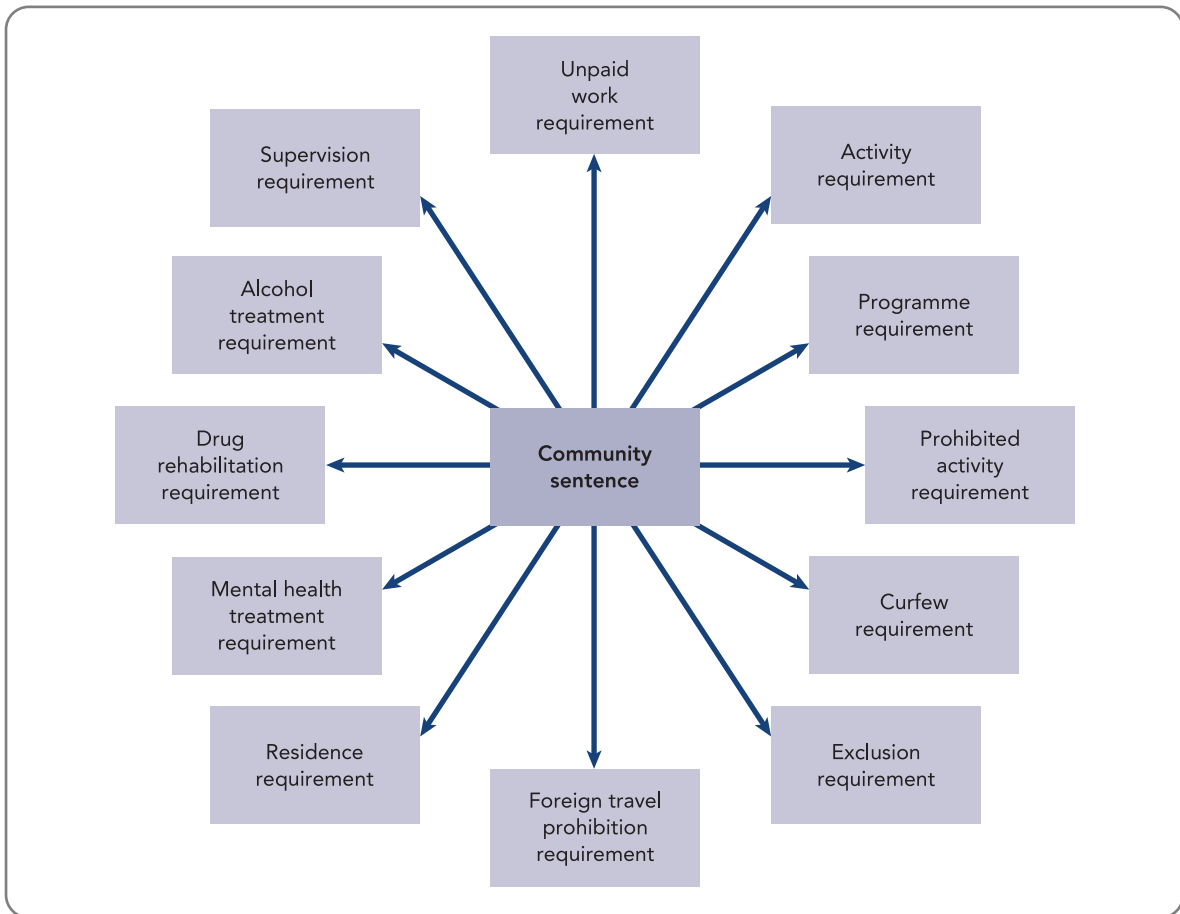 Unpaid
work
requirement
Supervision
requirement
Activity
requirement
Alcohol
treatment
requirement
Programme
requirement
Drug
rehabilitation
requirement
Community
sentence
Prohibited
activity
requirement
Mental health
treatment
requirement
Curfew
requirement
Residence
requirement
Foreign travel
prohibition
requirement
Exclusion
requirement